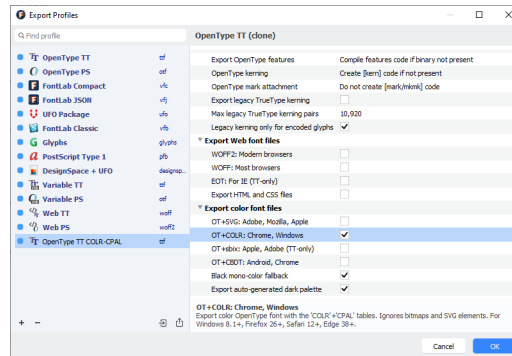 Export Profiles
Find profile
OpenType TT (clone)
OpenType TT ttf
OpenType PS otf
FontLab Compact vfc
FontLab JSON vfj
UFO Package ufo
FontLab Classic vfb
Glyphs glyphs
PostScript Type 1 pfb
DesignSpace + UFO designsp...
Variable TT ttf
Variable PS otf
Web TT woff
Web PS woff2
OpenType TT COLR-CPAL ttf
Export OpenType features Compile features code if binary not present
OpenType kerning Create [kern] code if not present
OpenType mark attachment Do not create [mark/mkmk] code
Export legacy TrueType kerning
Max legacy TrueType kerning pairs 10,920
Legacy kerning only for encoded glyphs
Export Web font files
WOFF2: Modern browsers
WOFF: Most browsers
EOT: For IE (TT-only)
Export HTML and CSS files
Export color font files
OT+SVG: Adobe, Mozilla, Apple
OT+COLR: Chrome, Windows
OT+sbix: Apple, Adobe (TT-only)
OT+CBDT: Android, Chrome
Black mono-color fallback
Export auto-generated dark palette
OT+COLR: Chrome, Windows
Export color OpenType font with the 'COLR'+'CPAL' tables. Ignores bitmaps and SVG elements. For
Windows 8.1+, Firefox 26+, Safari 12+, Edge 38+.
Cancel OK